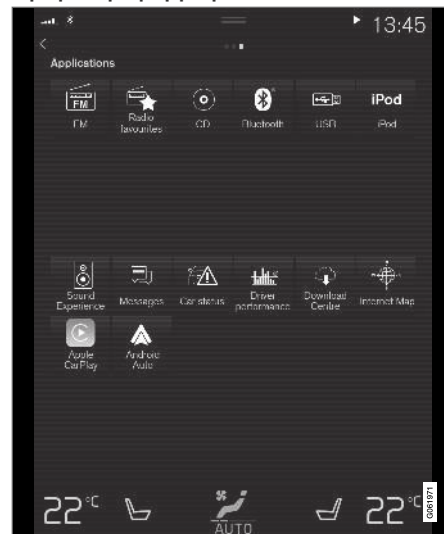 13:45
Applications
FM
FM
Radio
favourites
CD
Bluetooth
USB
iPod
iPod
Sound
Experience
Messages
Car status
Driver
performance
Download
Centre
Internet Map
Apple
CarPlay
Android
Auto
22°C
AUTO
22°C
G061971